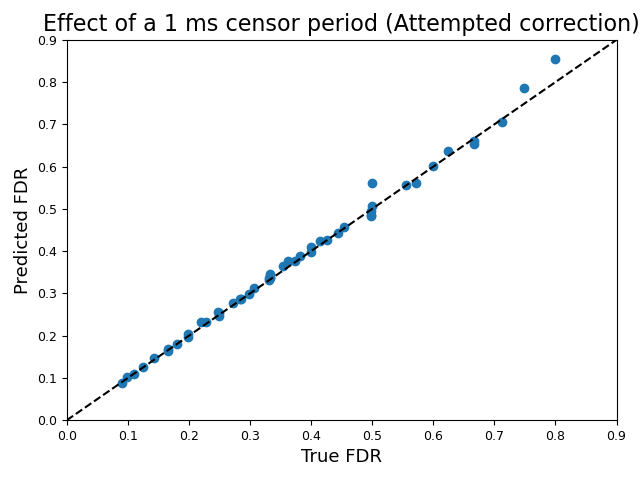 Effect of a 1 ms censor period (Attempted correction)
0.9
0.8
0.7
0.6
0.5
0.4
0.3
0.2
0.1
0.0
Predicted FDR
0.0 0.1 0.2 0.3 0.4 0.5 0.6 0.7 0.8 0.9
True FDR